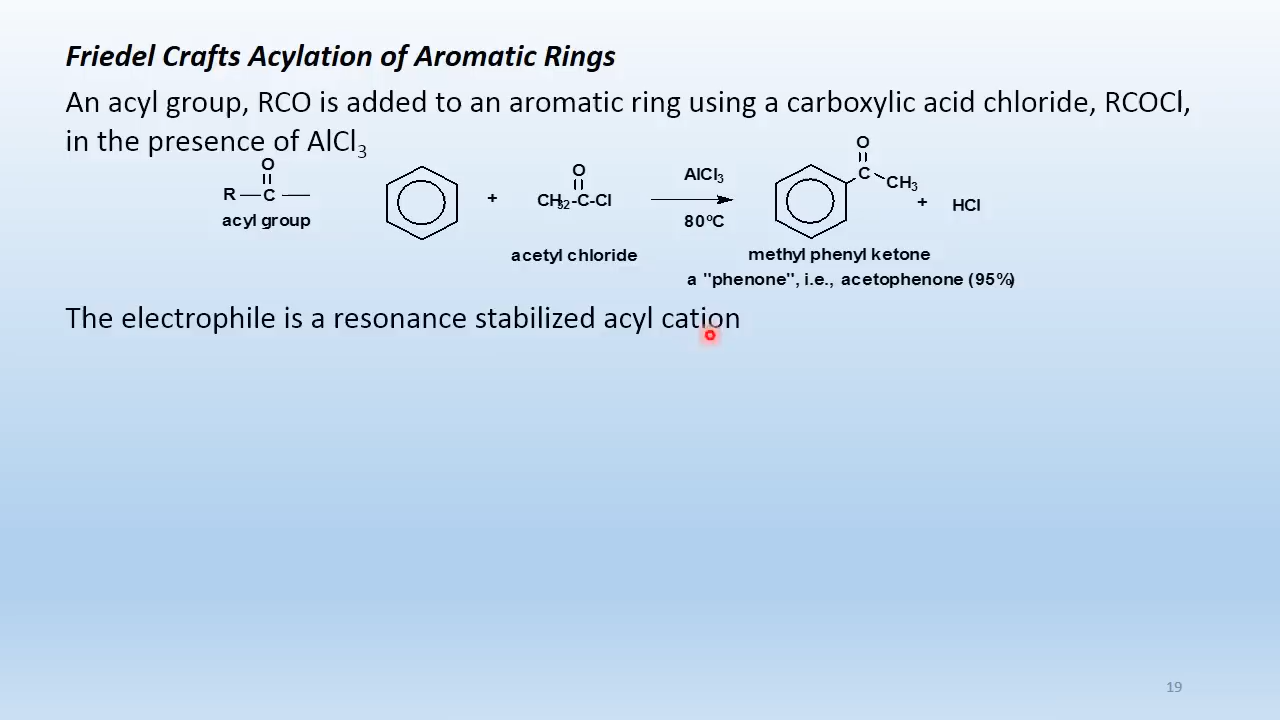 Friedel Crafts Acylation of Aromatic Rings
An acyl group, RCO is added to an aromatic ring using a carboxylic acid chloride, RCOCl,
in the presence of AlCl3
O
R—C—
acyl group
+
O
-C-Cl
acetyl chloride
AlCl3
80ºC
O
C
CH3
+ HCl
methyl phenyl ketone
a "phenone", i.e., acetophenone (95%)
The electrophile is a resonance stabilized acyl cation
19